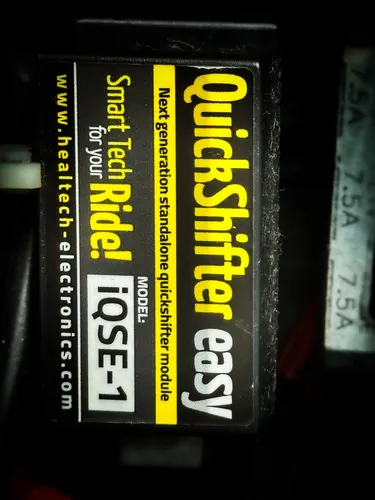 QuickShifter easy
Next generation standalone quickshifter module
Smart Tech
for your
Ride!
MODEL:
iQSE-1
www.healtech-electronics.com
7.5A 7.5A 7.5A